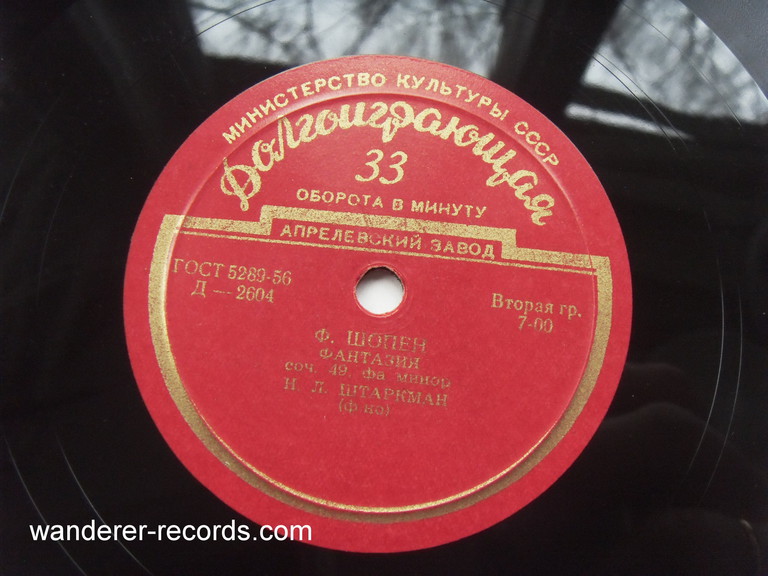 МИНИСТЕРСТВО КУЛЬТУРЫ СССР
Долгоиграющая
33
ОБОРОТА В МИНУТУ
АПРЕЛЕВСКИЙ ЗАВОД
ГОСТ 5289-56
Д — 2604
Вторая гр.
7-00
Ф. ШОПЕН
ФАНТАЗИЯ
соч. 49, фа минор
Н. Л. ШТАРКМАН
(ф-но)
wanderer-records.com